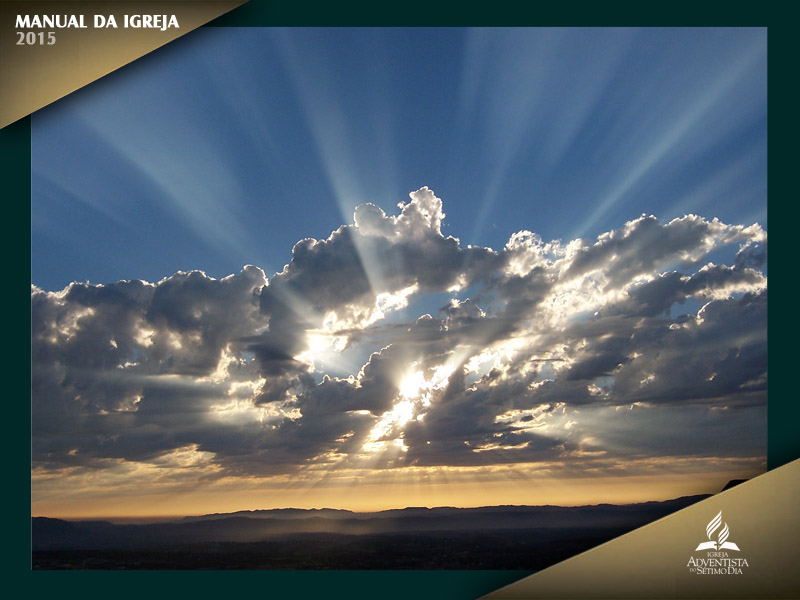 MANUAL DA IGREJA
2015
IGREJA
ADVENTISTA
DO SÉTIMO DIA